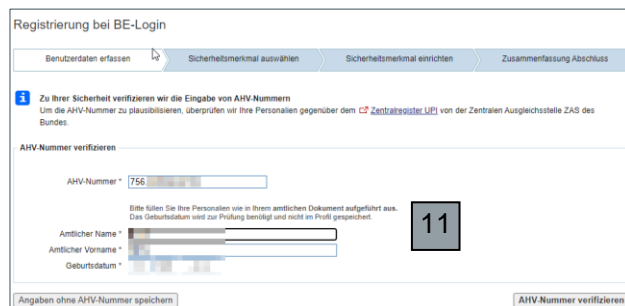 Registrierung bei BE-Login
Benutzerdaten erfassen
Sicherheitsmerkmal auswählen
Sicherheitsmerkmal einrichten
Zusammenfassung Abschluss
i Zu Ihrer Sicherheit verifizieren wir die Eingabe von AHV-Nummern
Um die AHV-Nummer zu plausibilisieren, überprüfen wir Ihre Personalien gegenüber dem Zentralregister UPI von der Zentralen Ausgleichsstelle ZAS des
Bundes.
AHV-Nummer verifizieren
AHV-Nummer * 756.
Bitte füllen Sie Ihre Personalien wie in Ihrem amtlichen Dokument aufgeführt aus.
Das Geburtsdatum wird zur Prüfung benötigt und nicht im Profil gespeichert.
11
Amtlicher Name *
Amtlicher Vorname *
Geburtsdatum *
Angaben ohne AHV-Nummer speichern
AHV-Nummer verifizieren